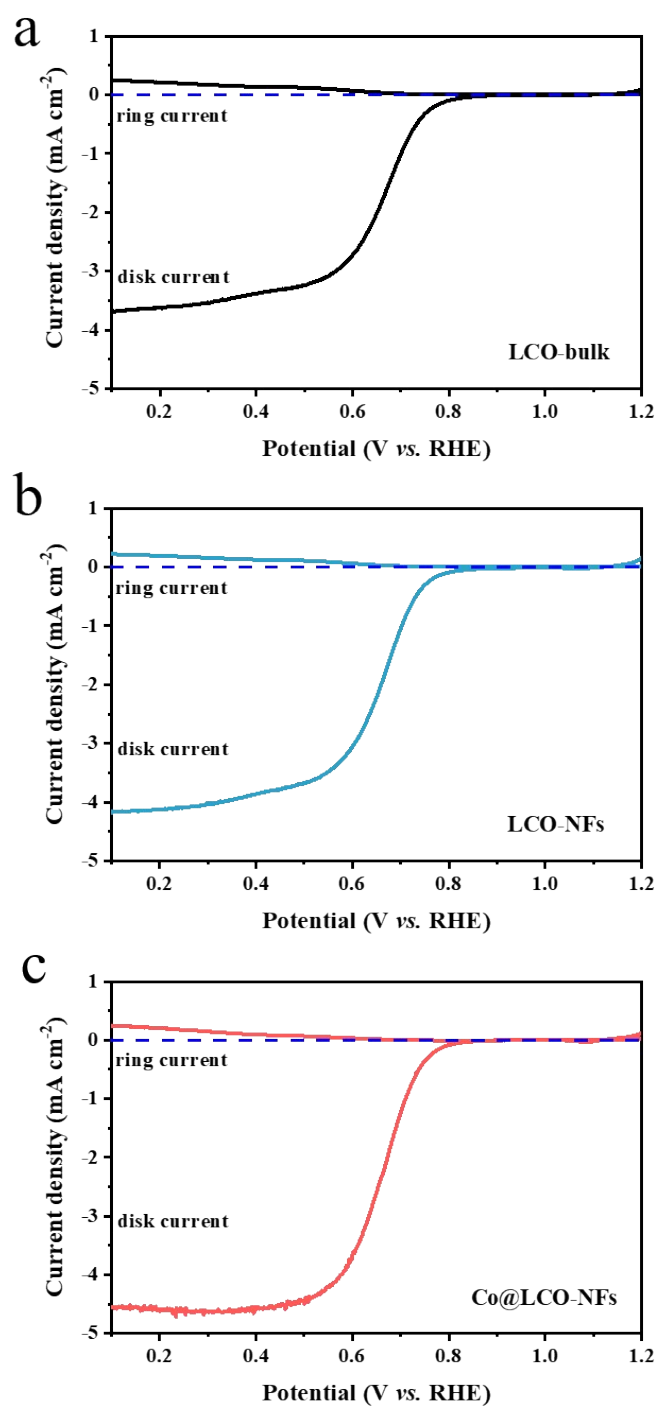 a
1
0
-1
-2
-3
-4
-5
Current density (mA cm⁻²)
ring current
disk current
LCO-bulk
0.2 0.4 0.6 0.8 1.0 1.2
Potential (V vs. RHE)
b
1
0
-1
-2
-3
-4
-5
Current density (mA cm⁻²)
ring current
disk current
LCO-NFs
0.2 0.4 0.6 0.8 1.0 1.2
Potential (V vs. RHE)
c
1
0
-1
-2
-3
-4
-5
Current density (mA cm⁻²)
ring current
disk current
Co@LCO-NFs
0.2 0.4 0.6 0.8 1.0 1.2
Potential (V vs. RHE)